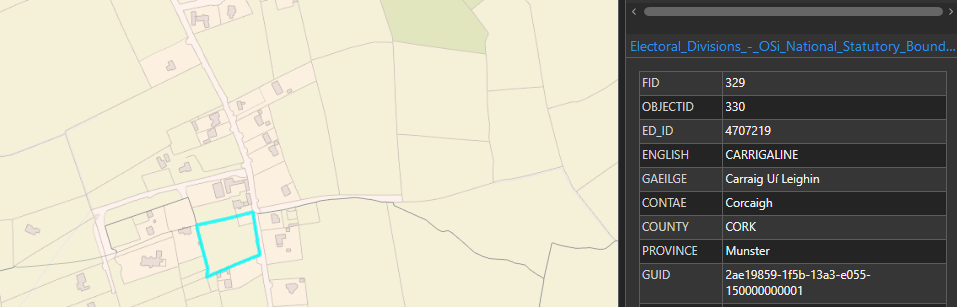 Electoral_Divisions_-_OSi_National_Statutory_Bound...
FID 329
OBJECTID 330
ED_ID 4707219
ENGLISH CARRIGALINE
GAEILGE Carraig Uí Leighin
CONTAE Corcaigh
COUNTY CORK
PROVINCE Munster
GUID 2ae19859-1f5b-13a3-e055-
150000000001